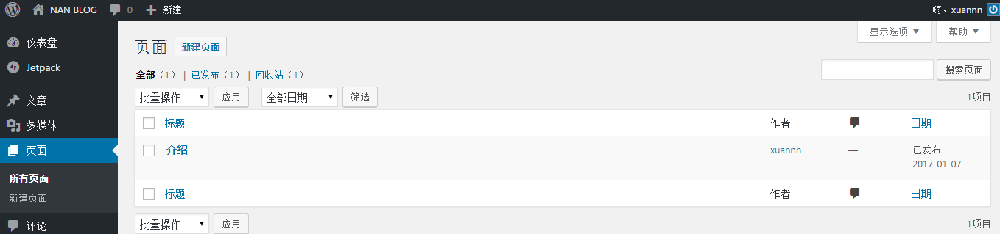 NAN BLOG 0 新建 嗨，xuannn
仪表盘
Jetpack
文章
多媒体
页面
所有页面
新建页面
评论
显示选项 帮助
页面 新建页面
全部（1） | 已发布（1） | 回收站（1）
搜索页面
批量操作 应用 全部日期 筛选 1项目
标题 作者 日期
介绍 xuannn — 已发布
2017-01-07
标题 作者 日期
批量操作 应用 1项目